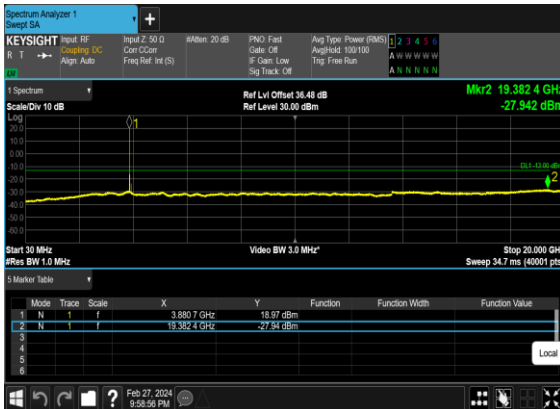 Spectrum Analyzer 1
Swept SA
+
KEYSIGHT Input: RF Input Z: 50 Ω #Atten: 20 dB PNO: Fast Avg Type: Power (RMS) 1 2 3 4 5 6
R T Coupling: DC Corr CCorr Gate: Off Avg|Hold: 100/100 A W W W W W
Align: Auto Freq Ref: Int (S) IF Gain: Low Trig: Free Run
LXI Sig Track: Off A N N N N N
1 Spectrum Ref Lvl Offset 36.48 dB Mkr2 19.382 4 GHz
Scale/Div 10 dB Ref Level 30.00 dBm -27.942 dBm
Log
1
20.0
10.0
0.00
-10.0
DL1 -13.00 dBm
-20.0
2
-30.0
-40.0
-50.0
-60.0
Start 30 MHz Video BW 3.0 MHz* Stop 20.000 GHz
#Res BW 1.0 MHz Sweep 34.7 ms (40001 pts)
5 Marker Table
Mode Trace Scale X Y Function Function Width Function Value
1 N 1 f 3.880 7 GHz 18.97 dBm
2 N 1 f 19.382 4 GHz -27.94 dBm
3
4
5
6
Local
? Feb 27, 2024
9:58:56 PM